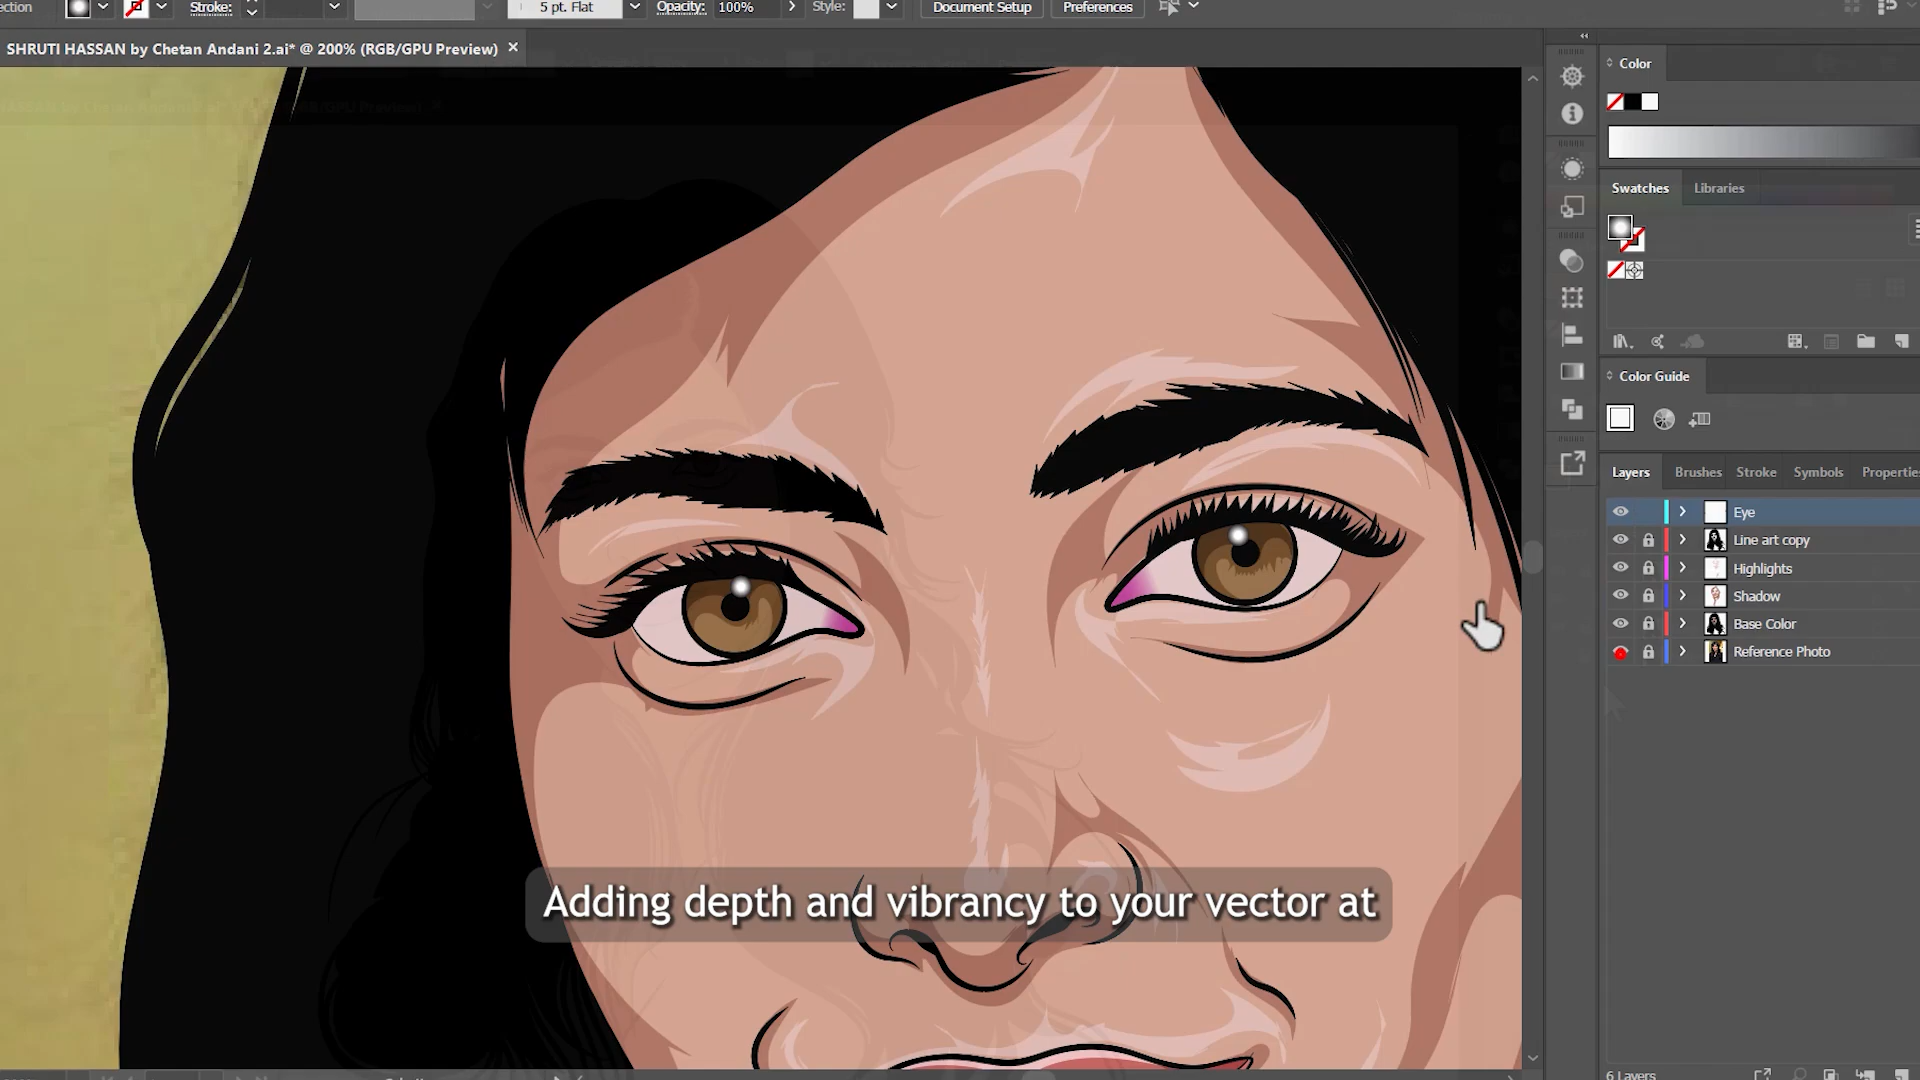 Stroke:
5 pt. Flat
Opacity: 100%
Style:
Document Setup
Preferences
SHRUTI HASSAN by Chetan Andani 2.ai* @ 200% (RGB/GPU Preview)
Color
Swatches
Libraries
Color Guide
Layers
Brushes
Stroke
Symbols
Properties
Eye
Line art copy
Highlights
Shadow
Base Color
Reference Photo
Adding depth and vibrancy to your vector at
6 Layers